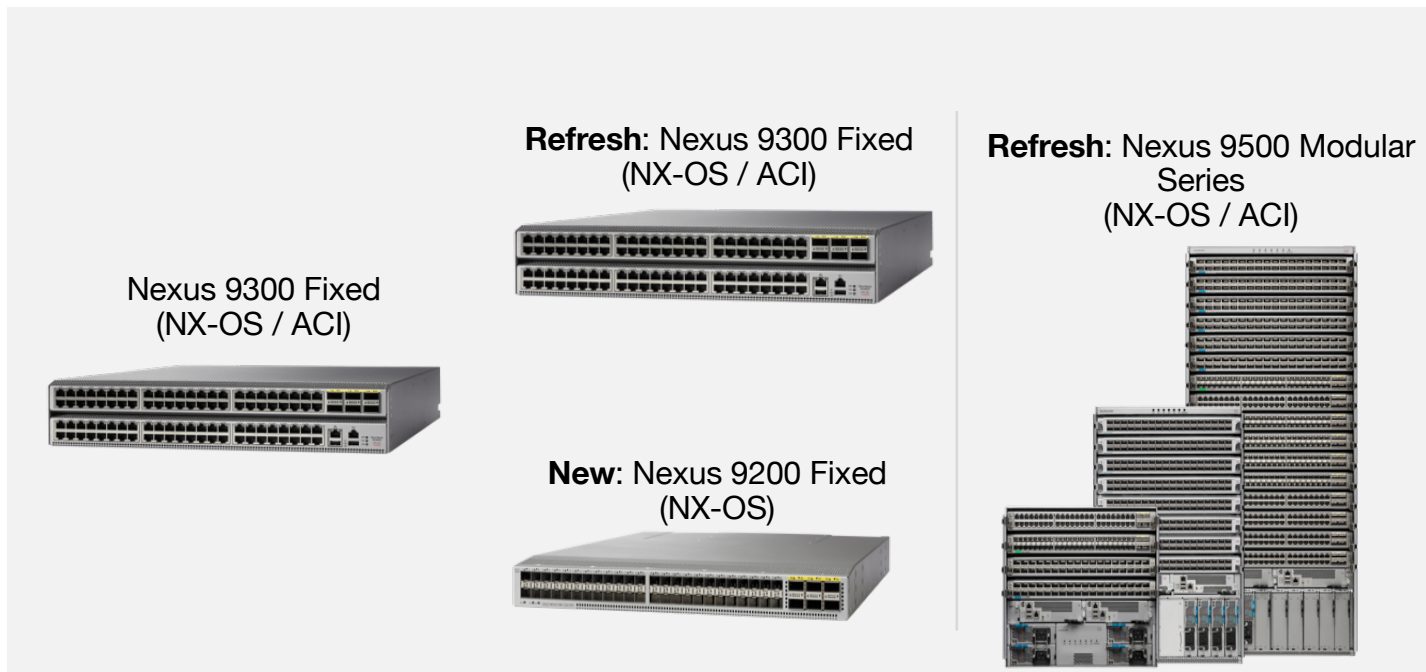 Nexus 9300 Fixed
(NX-OS / ACI)
Refresh: Nexus 9300 Fixed
(NX-OS / ACI)
New: Nexus 9200 Fixed
(NX-OS)
Refresh: Nexus 9500 Modular
Series
(NX-OS / ACI)